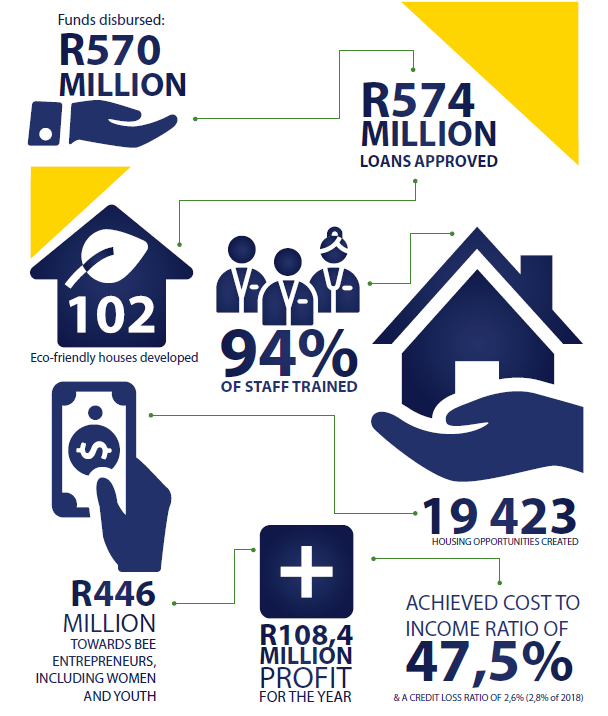 Funds disbursed:
R570
MILLION
R574
MILLION
LOANS APPROVED
102
Eco-friendly houses developed
94%
OF STAFF TRAINED
$
19 423
HOUSING OPPORTUNITIES CREATED
R446
MILLION
TOWARDS BEE
ENTREPRENEURS,
INCLUDING WOMEN
AND YOUTH
R108,4
MILLION
PROFIT
FOR THE YEAR
ACHIEVED COST TO
INCOME RATIO OF
47,5%
& A CREDIT LOSS RATIO OF 2,6% (2,8% of 2018)